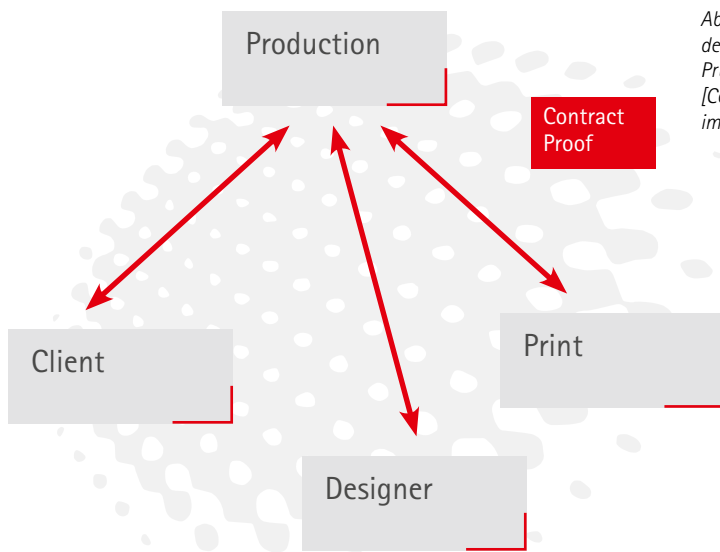 Production
Contract
Proof
Client
Print
Designer